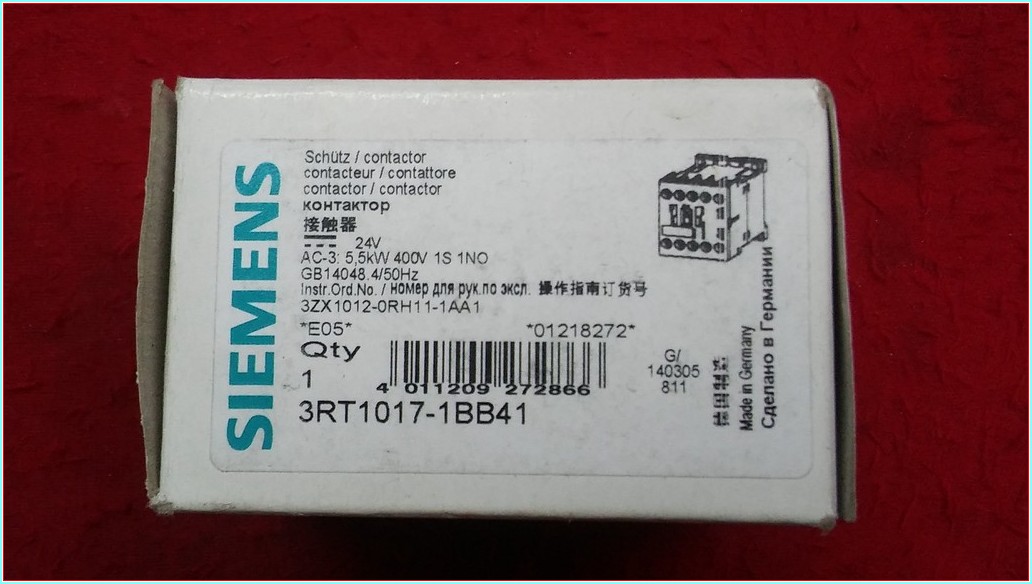 SIEMENS
Schütz / contactor
contacteur / contattore
contactor / contactor
контактор
接触器
24V
AC-3: 5,5kW 400V 1S 1NO
GB14048.4/50Hz
Instr.Ord.No. / номер для рук.по эксл. 操作指南订货号
3ZX1012-0RH11-1AA1
*E05* *01218272*
Qty
1
4 011209 272866
3RT1017-1BB41
G/
140305
811
德国制造
Made in Germany
Сделано в Германии